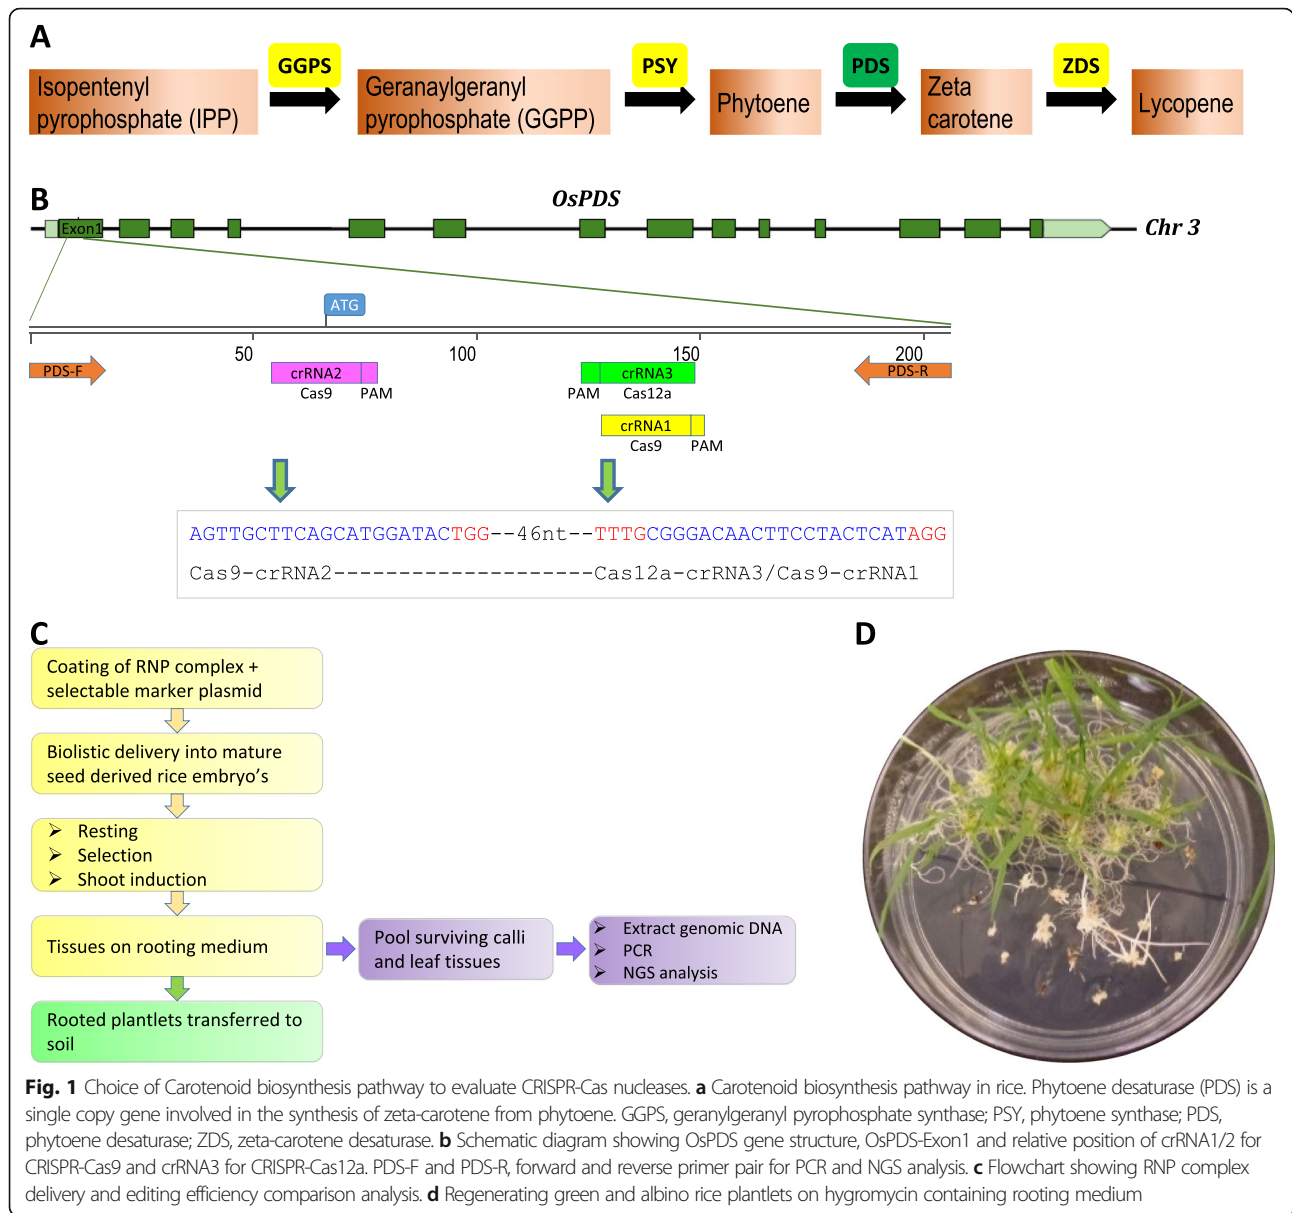 A
GGPS
PSY
PDS
ZDS
Isopentenyl
pyrophosphate (IPP)
Geranaylgeranyl
pyrophosphate (GGPP)
Phytoene
Zeta
carotene
Lycopene
B
OsPDS
Exon1
Chr 3
ATG
50
100
150
200
PDS-F
PDS-R
crRNA2
Cas9 PAM
crRNA3
PAM Cas12a
crRNA1
Cas9 PAM
AGTTGCTTCAGCATGGATACTGG--46nt--TTTGCGGGACAACTTCCTACTCATAGG
Cas9-crRNA2--------------------Cas12a-crRNA3/Cas9-crRNA1
C
Coating of RNP complex +
selectable marker plasmid
Biolistic delivery into mature
seed derived rice embryo's
➢ Resting
➢ Selection
➢ Shoot induction
Tissues on rooting medium
Pool surviving calli
and leaf tissues
➢ Extract genomic DNA
➢ PCR
➢ NGS analysis
Rooted plantlets transferred to
soil
D
Fig. 1 Choice of Carotenoid biosynthesis pathway to evaluate CRISPR-Cas nucleases. a Carotenoid biosynthesis pathway in rice. Phytoene desaturase (PDS) is a
single copy gene involved in the synthesis of zeta-carotene from phytoene. GGPS, geranylgeranyl pyrophosphate synthase; PSY, phytoene synthase; PDS,
phytoene desaturase; ZDS, zeta-carotene desaturase. b Schematic diagram showing OsPDS gene structure, OsPDS-Exon1 and relative position of crRNA1/2 for
CRISPR-Cas9 and crRNA3 for CRISPR-Cas12a. PDS-F and PDS-R, forward and reverse primer pair for PCR and NGS analysis. c Flowchart showing RNP complex
delivery and editing efficiency comparison analysis. d Regenerating green and albino rice plantlets on hygromycin containing rooting medium